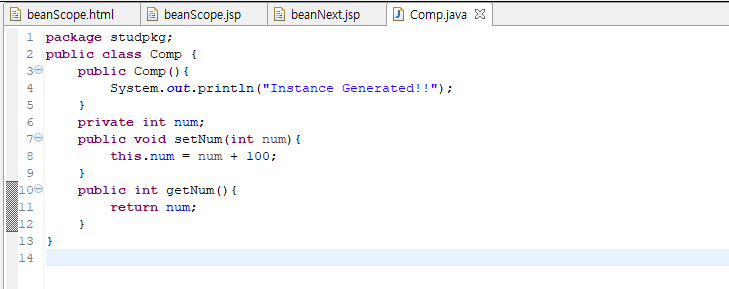 beanScope.html beanScope.jsp beanNext.jsp Comp.java
1 package studpkg;
2 public class Comp {
3 public Comp(){
4 System.out.println("Instance Generated!!");
5 }
6 private int num;
7 public void setNum(int num){
8 this.num = num + 100;
9 }
10 public int getNum(){
11 return num;
12 }
13 }
14